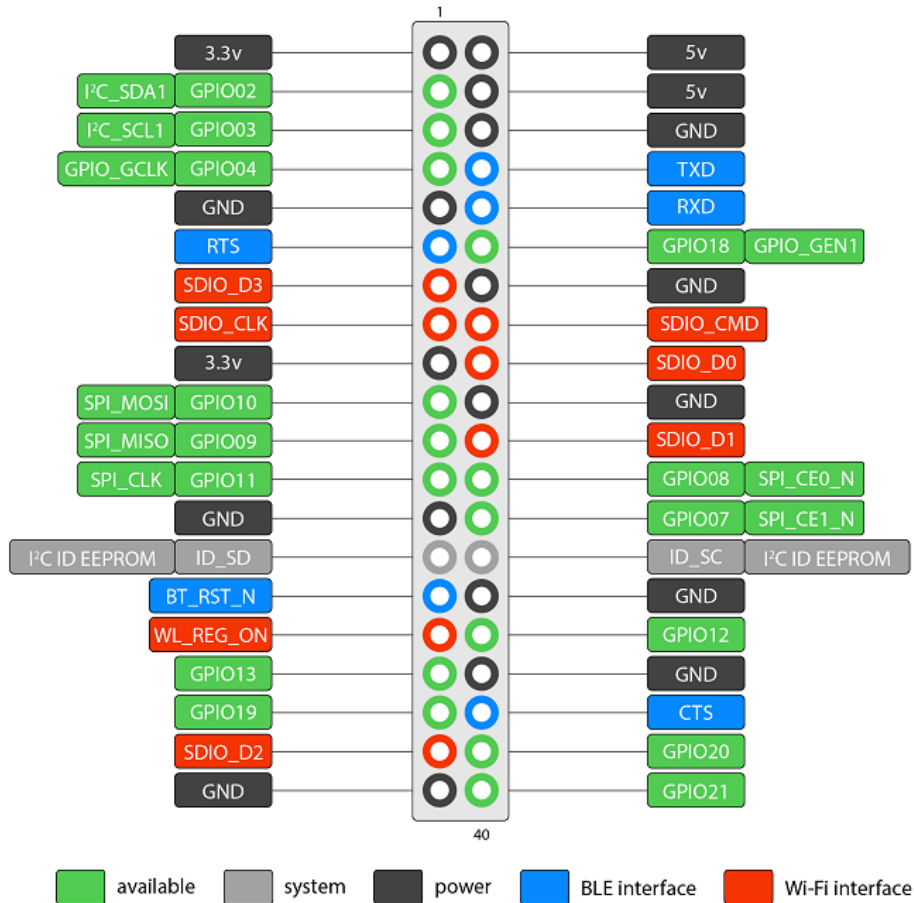 1
3.3v 5v
I²C_SDA1 GPIO02 5v
I²C_SCL1 GPIO03 GND
GPIO_GCLK GPIO04 TXD
GND RXD
RTS GPIO18 GPIO_GEN1
SDIO_D3 GND
SDIO_CLK SDIO_CMD
3.3v SDIO_D0
SPI_MOSI GPIO10 GND
SPI_MISO GPIO09 SDIO_D1
SPI_CLK GPIO11 GPIO08 SPI_CE0_N
GND GPIO07 SPI_CE1_N
I²C ID EEPROM ID_SD ID_SC I²C ID EEPROM
BT_RST_N GND
WL_REG_ON GPIO12
GPIO13 GND
GPIO19 CTS
SDIO_D2 GPIO20
GND GPIO21
40
available system power BLE interface Wi-Fi interface